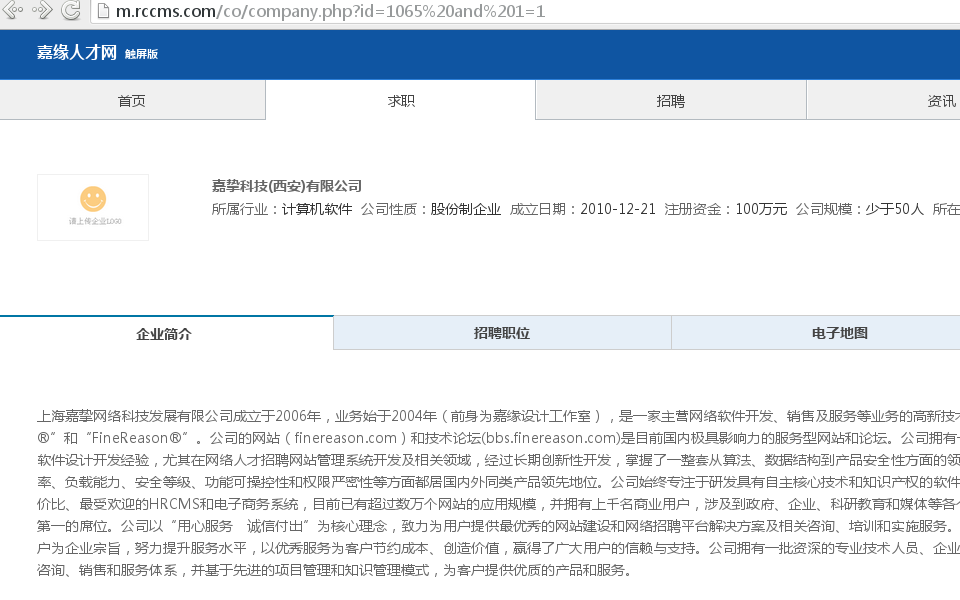 m.rccms.com/co/company.php?id=1065%20and%201=1
嘉缘人才网 触屏版
首页 求职 招聘 资讯
请上传企业LOGO
嘉挚科技(西安)有限公司
所属行业：计算机软件 公司性质：股份制企业 成立日期：2010-12-21 注册资金：100万元 公司规模：少于50人 所在
企业简介 招聘职位 电子地图
上海嘉挚网络科技发展有限公司成立于2006年，业务始于2004年（前身为嘉缘设计工作室），是一家主营网络软件开发、销售及服务等业务的高新技
®”和“FineReason®”。公司的网站（finereason.com）和技术论坛(bbs.finereason.com)是目前国内极具影响力的服务型网站和论坛。公司拥有
软件设计开发经验，尤其在网络人才招聘网站管理系统开发及相关领域，经过长期创新性开发，掌握了一整套从算法、数据结构到产品安全性方面的领
率、负载能力、安全等级、功能可操控性和权限严密性等方面都居国内外同类产品领先地位。公司始终专注于研发具有自主核心技术和知识产权的软件
价比、最受欢迎的HRCMS和电子商务系统，目前已有超过数万个网站的应用规模，并拥有上千名商业用户，涉及到政府、企业、科研教育和媒体等各
第一的席位。公司以“用心服务 诚信付出”为核心理念，致力为用户提供最优秀的网站建设和网络招聘平台解决方案及相关咨询、培训和实施服务。
户为企业宗旨，努力提升服务水平，以优秀服务为客户节约成本、创造价值，赢得了广大用户的信赖与支持。公司拥有一批资深的专业技术人员、企业
咨询、销售和服务体系，并基于先进的项目管理和知识管理模式，为客户提供优质的产品和服务。